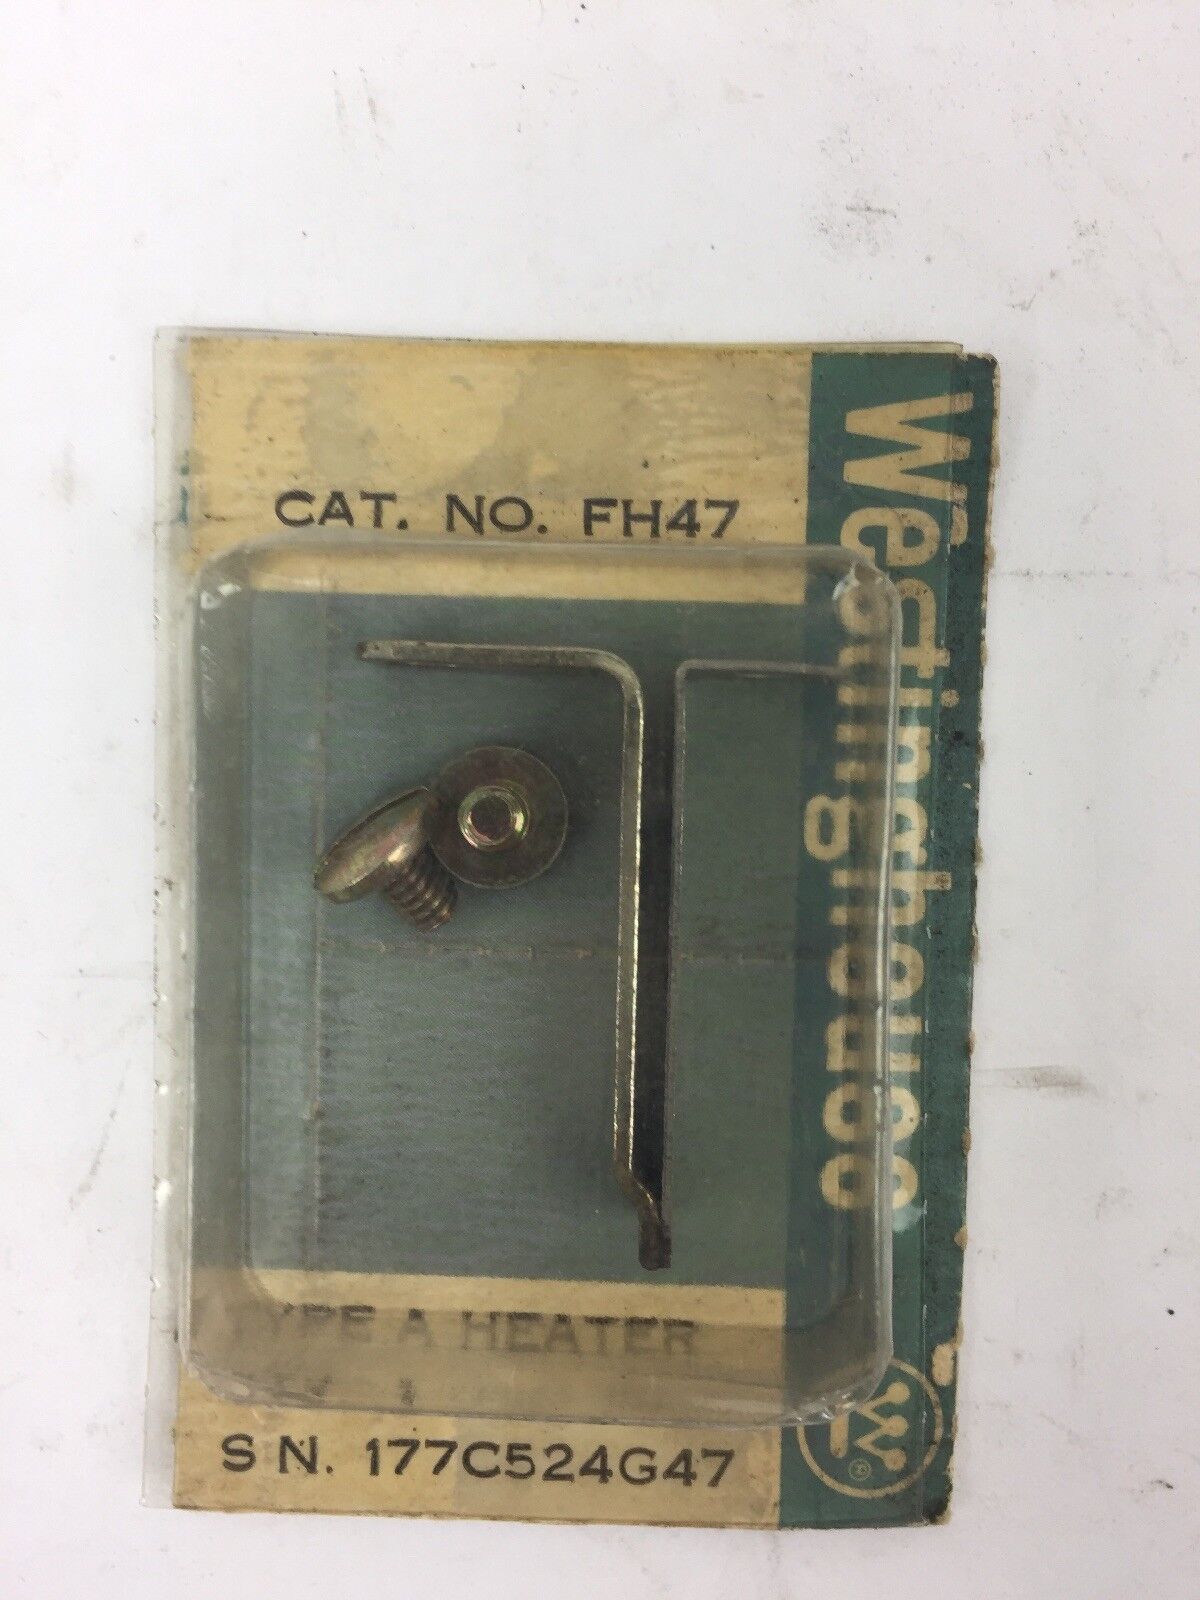 CAT. NO. FH47
Westinghouse
TYPE A HEATER
S N. 177C524G47
W
®